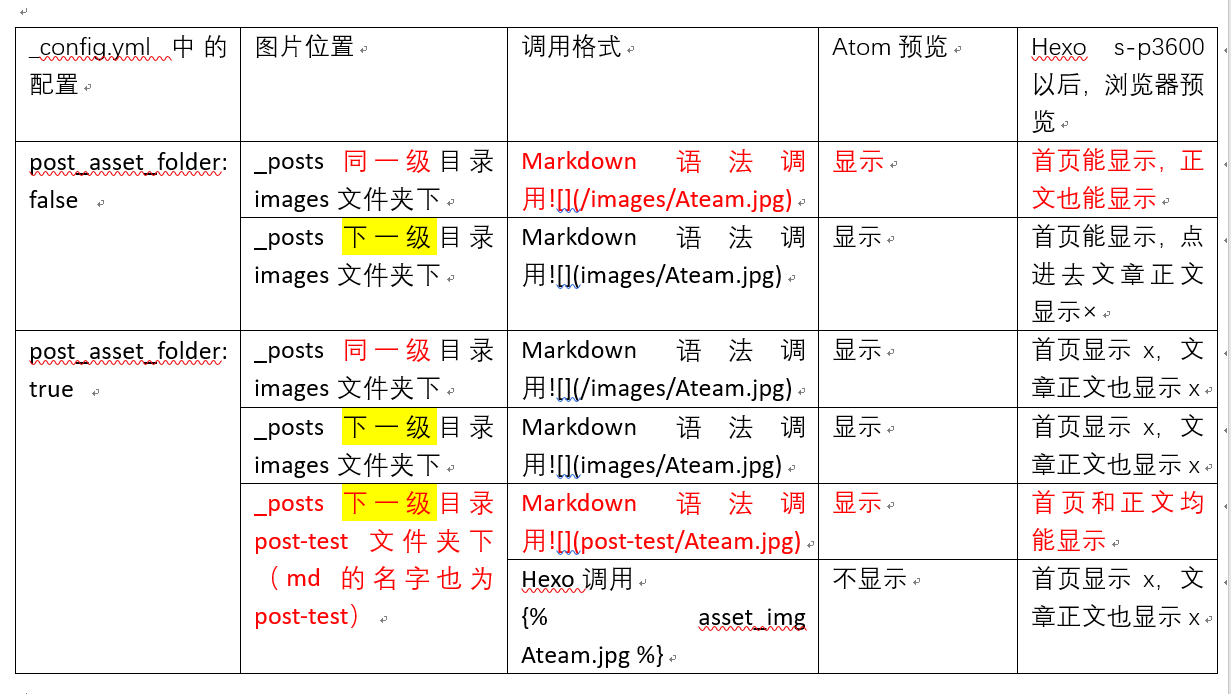 _config.yml 中的
配置
图片位置
调用格式
Atom 预览
Hexo s-p3600
以后，浏览器预
览
post_asset_folder:
false
_posts 同一级目录
images 文件夹下
Markdown 语法调
用![](/images/Ateam.jpg)
显示
首页能显示，正
文也能显示
_posts 下一级目录
images 文件夹下
Markdown 语法调
用![](images/Ateam.jpg)
显示
首页能显示，点
进去文章正文
显示×
post_asset_folder:
true
_posts 同一级目录
images 文件夹下
Markdown 语法调
用![](/images/Ateam.jpg)
显示
首页显示 x，文
章正文也显示 x
_posts 下一级目录
images 文件夹下
Markdown 语法调
用![](images/Ateam.jpg)
显示
首页显示 x，文
章正文也显示 x
_posts 下一级目录
post-test 文件夹下
（md 的名字也为
post-test）
Markdown 语法调
用![](post-test/Ateam.jpg)
显示
首页和正文均
能显示
Hexo 调用
{% asset_img
Ateam.jpg %}
不显示
首页显示 x，文
章正文也显示 x